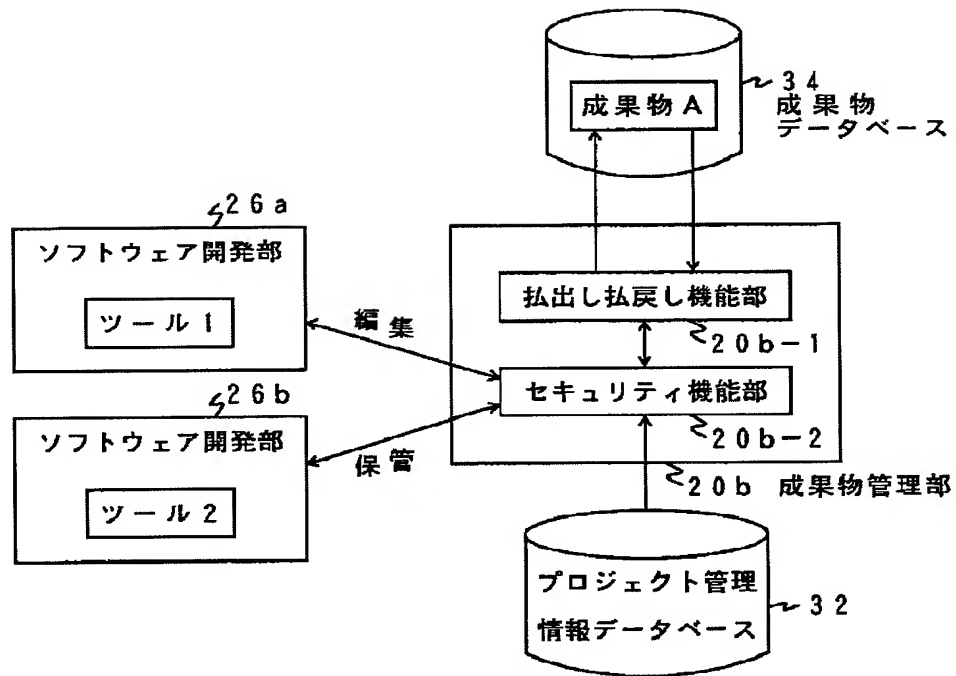 成果物A
34
成果物
データベース
26a
ソフトウェア開発部
ツール1
編集
払出し払戻し機能部
20b-1
セキュリティ機能部
20b-2
26b
ソフトウェア開発部
ツール2
保管
20b 成果物管理部
プロジェクト管理
情報データベース
32